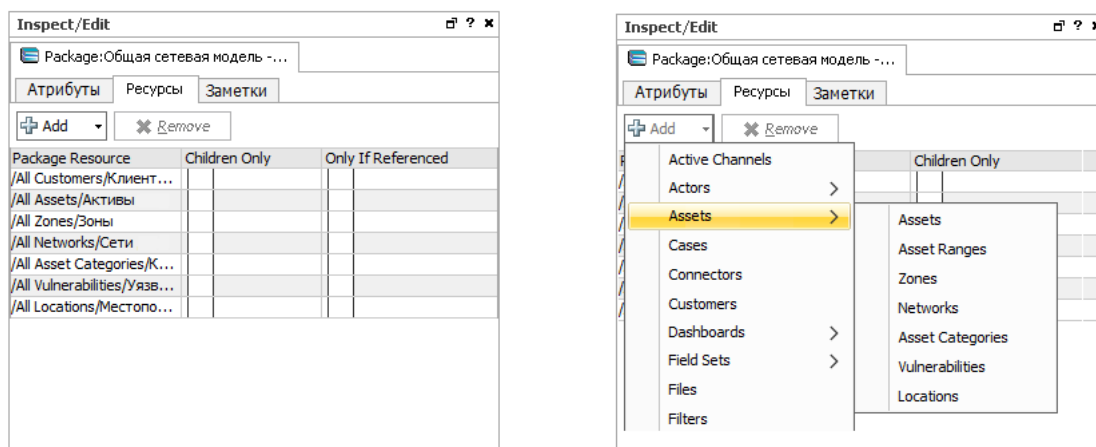 Inspect/Edit
Package:Общая сетевая модель -...
Атрибуты Ресурсы Заметки
Add Remove
Package Resource Children Only Only If Referenced
/All Customers/Клиент...
/All Assets/Активы
/All Zones/Зоны
/All Networks/Сети
/All Asset Categories/К...
/All Vulnerabilities/Уязв...
/All Locations/Местопо...
Inspect/Edit
Package:Общая сетевая модель -...
Атрибуты Ресурсы Заметки
Add Remove
Children Only
Active Channels
Actors
Assets
Cases
Connectors
Customers
Dashboards
Field Sets
Files
Filters
Assets
Asset Ranges
Zones
Networks
Asset Categories
Vulnerabilities
Locations